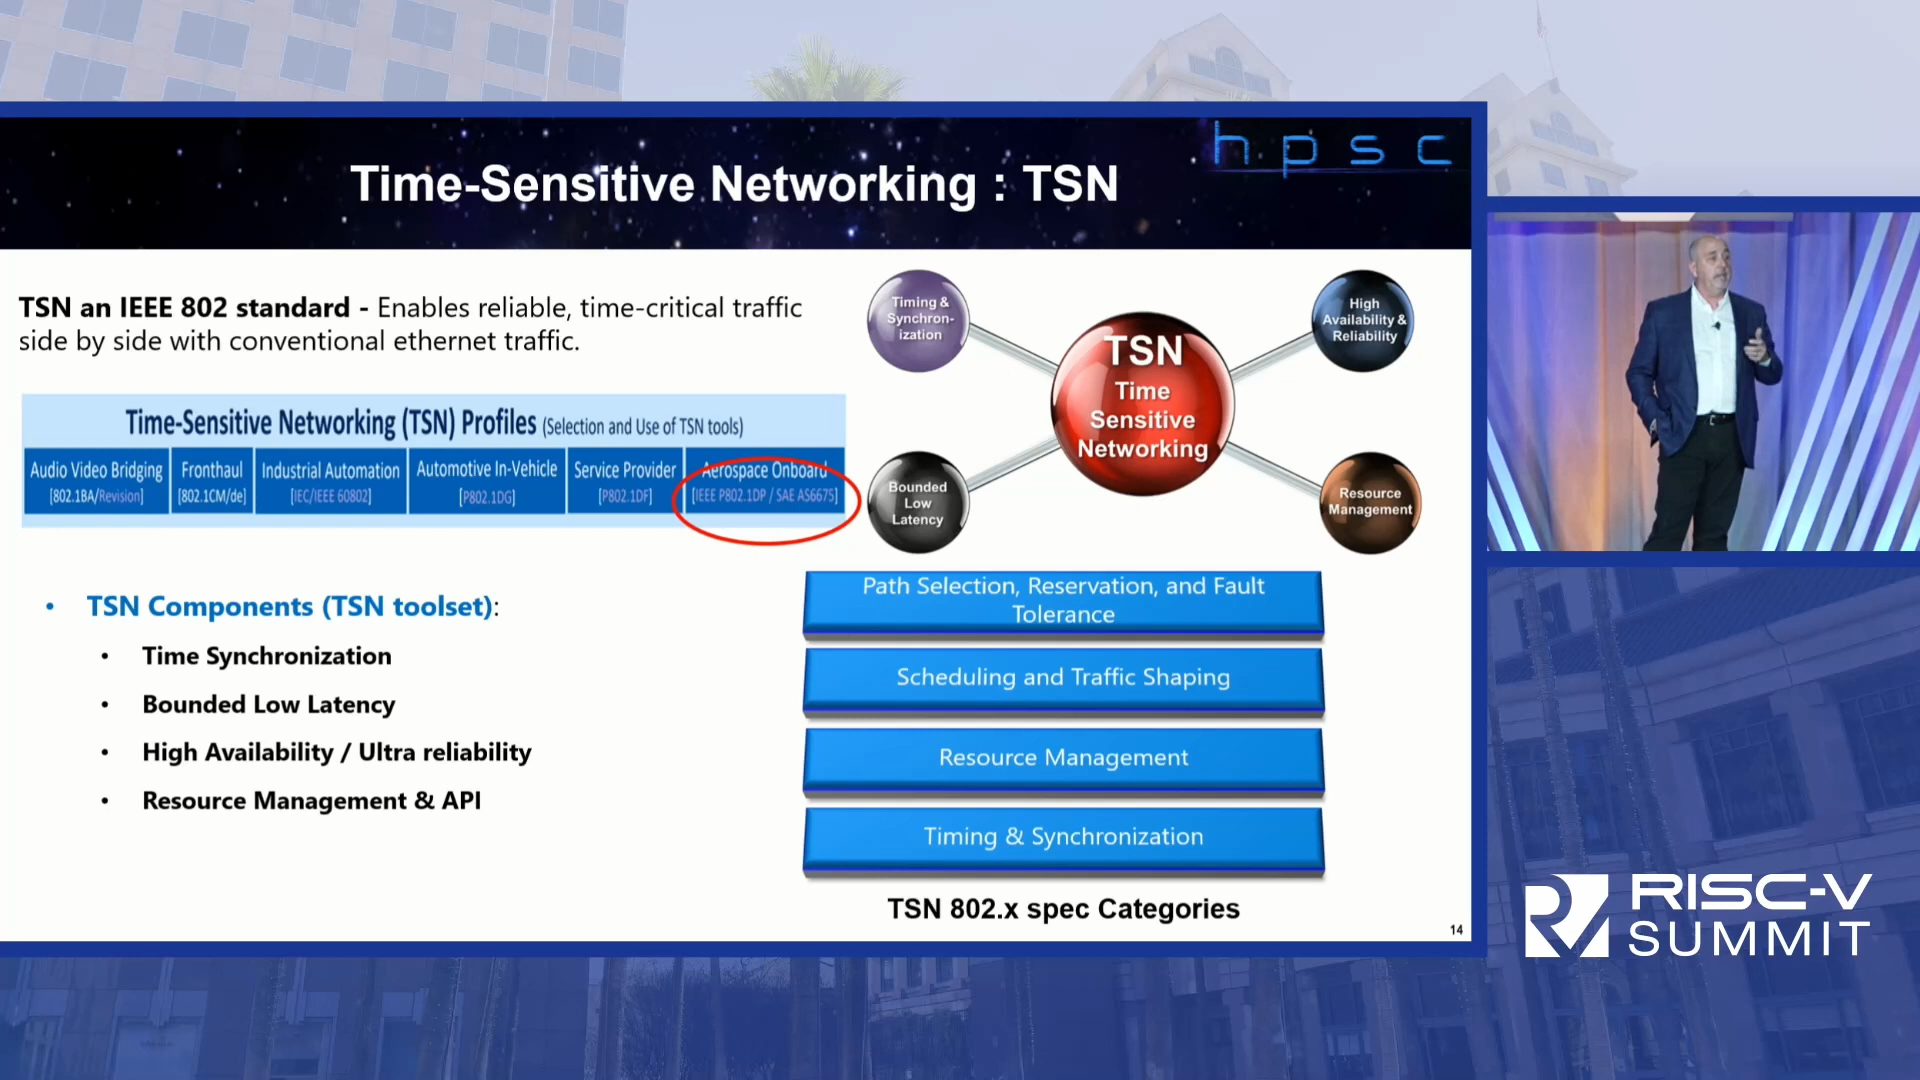 hpsc
Time-Sensitive Networking : TSN
TSN an IEEE 802 standard - Enables reliable, time-critical traffic
side by side with conventional ethernet traffic.
Time-Sensitive Networking (TSN) Profiles (Selection and Use of TSN tools)
Audio Video Bridging
[802.1BA/Revision]
Fronthaul
[802.1CM/de]
Industrial Automation
[IEC/IEEE 60802]
Automotive In-Vehicle
[P802.1DG]
Service Provider
[P802.1DF]
Aerospace Onboard
[IEEE P802.1DP / SAE AS6675]
Timing &
Synchron-
ization
High
Availability &
Reliability
TSN
Time
Sensitive
Networking
Bounded
Low
Latency
Resource
Management
• TSN Components (TSN toolset):
• Time Synchronization
• Bounded Low Latency
• High Availability / Ultra reliability
• Resource Management & API
Path Selection, Reservation, and Fault
Tolerance
Scheduling and Traffic Shaping
Resource Management
Timing & Synchronization
TSN 802.x spec Categories
14
RISC-V
SUMMIT